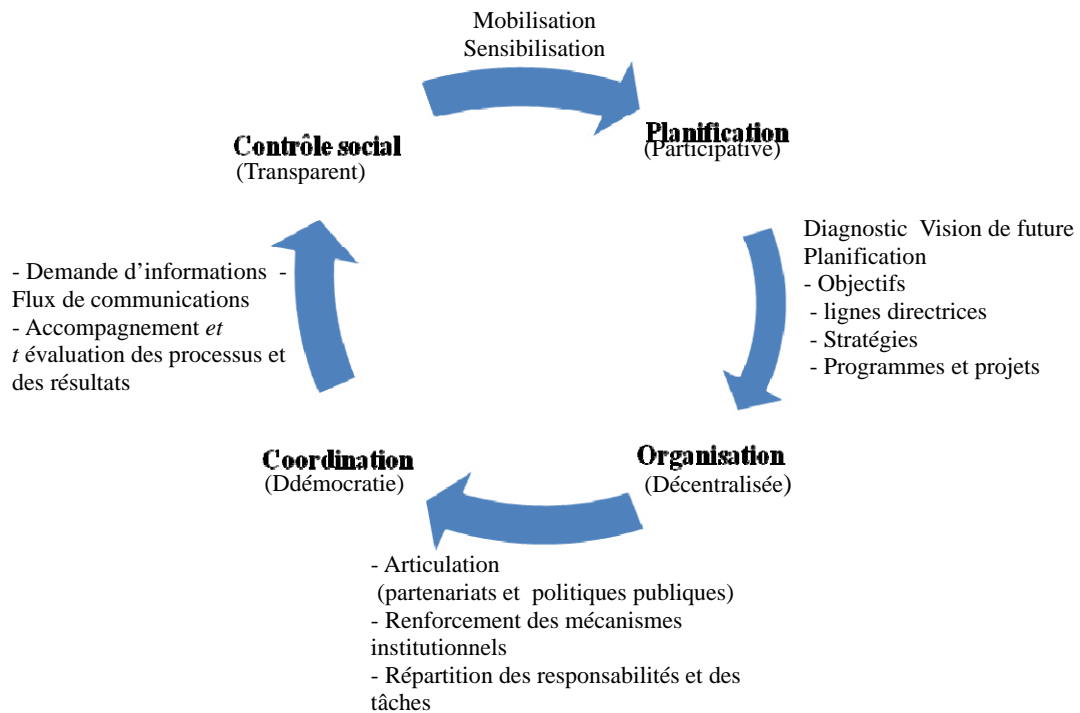 Mobilisation
Sensibilisation
Planification
(Participative)
Contrôle social
(Transparent)
Diagnostic  Vision de future
Planification
- Objectifs
- lignes directrices
- Stratégies
- Programmes et projets
- Demande d’informations  -
Flux de communications
- Accompagnement et
t évaluation des processus et
des résultats
Organisation
(Décentralisée)
Coordination
(Ddémocratie)
- Articulation
(partenariats et  politiques publiques)
- Renforcement des mécanismes
institutionnels
- Répartition des responsabilités et des
tâches